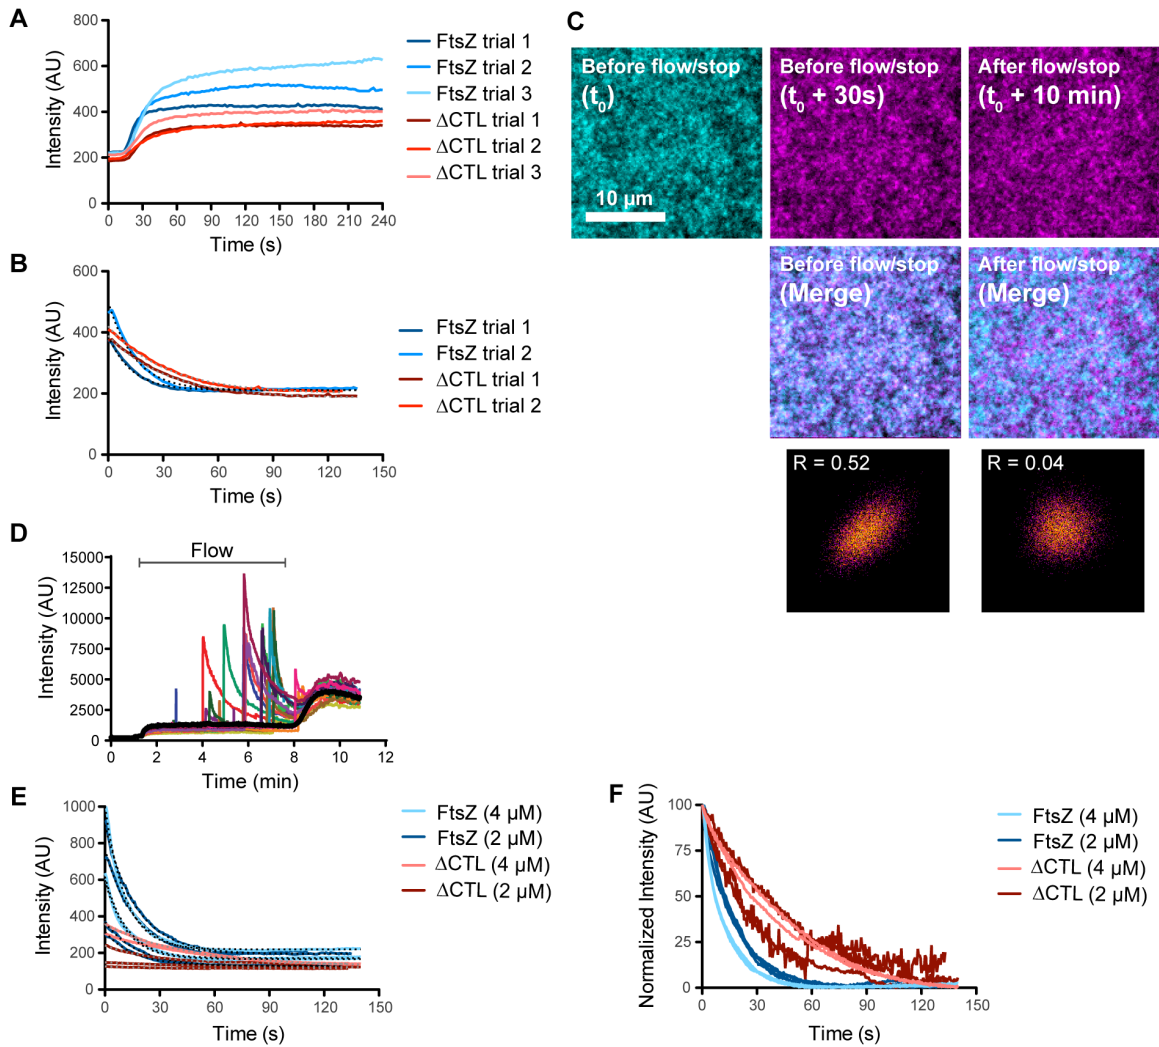 A
Intensity (AU)
800
600
400
200
0
0 30 60 90 120 150 180 210 240
Time (s)
FtsZ trial 1
FtsZ trial 2
FtsZ trial 3
ΔCTL trial 1
ΔCTL trial 2
ΔCTL trial 3
B
Intensity (AU)
600
400
200
0
0 30 60 90 120 150
Time (s)
FtsZ trial 1
FtsZ trial 2
ΔCTL trial 1
ΔCTL trial 2
C
Before flow/stop
(t0)
10 µm
Before flow/stop
(t0 + 30s)
After flow/stop
(t0 + 10 min)
Before flow/stop
(Merge)
After flow/stop
(Merge)
R = 0.52
R = 0.04
D
Flow
Intensity (AU)
15000
12500
10000
7500
5000
2500
0
0 2 4 6 8 10 12
Time (min)
E
Intensity (AU)
1000
800
600
400
200
0
0 30 60 90 120 150
Time (s)
FtsZ (4 µM)
FtsZ (2 µM)
ΔCTL (4 µM)
ΔCTL (2 µM)
F
Normalized Intensity (AU)
100
75
50
25
0
0 30 60 90 120 150
Time (s)
FtsZ (4 µM)
FtsZ (2 µM)
ΔCTL (4 µM)
ΔCTL (2 µM)